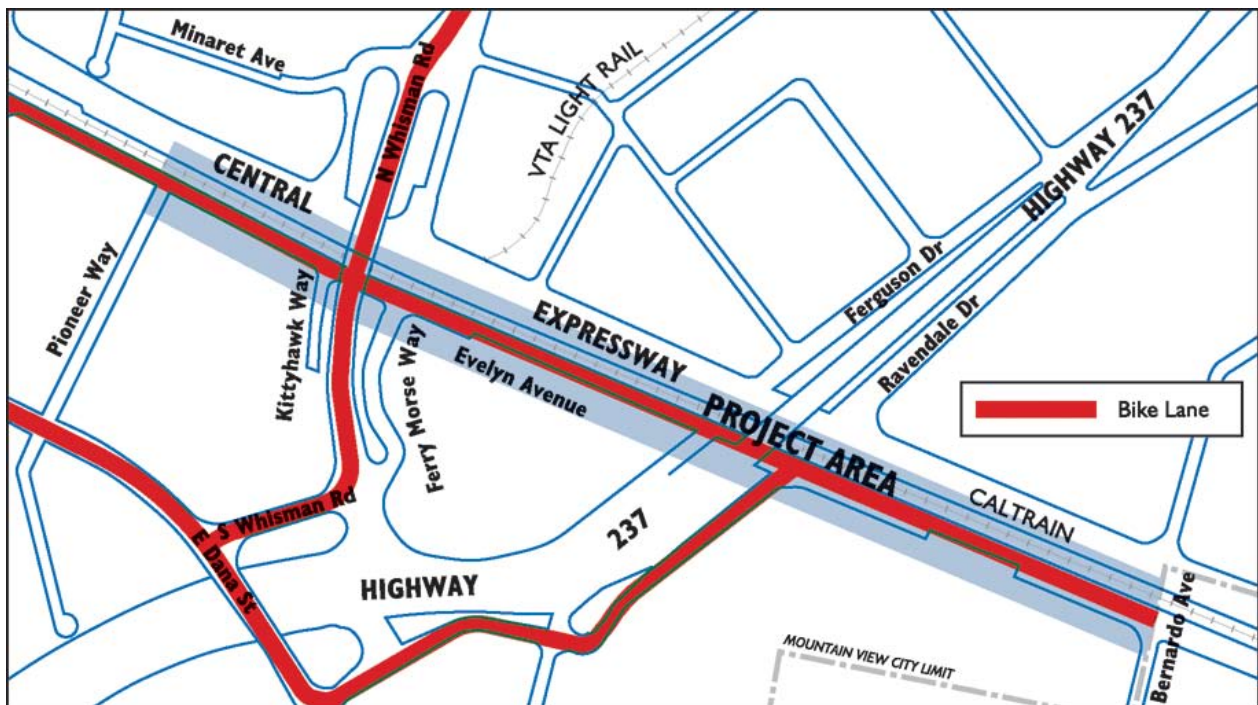 Minaret Ave
N Whisman Rd
VTA LIGHT RAIL
HIGHWAY 237
CENTRAL
Pioneer Way
Kittyhawk Way
EXPRESSWAY
Ferguson Dr
Ravendale Dr
Evelyn Avenue
Ferry Morse Way
PROJECT AREA
Bike Lane
S Whisman Rd
E Dana St
237
HIGHWAY
CALTRAIN
Bernardo Ave
MOUNTAIN VIEW CITY LIMIT